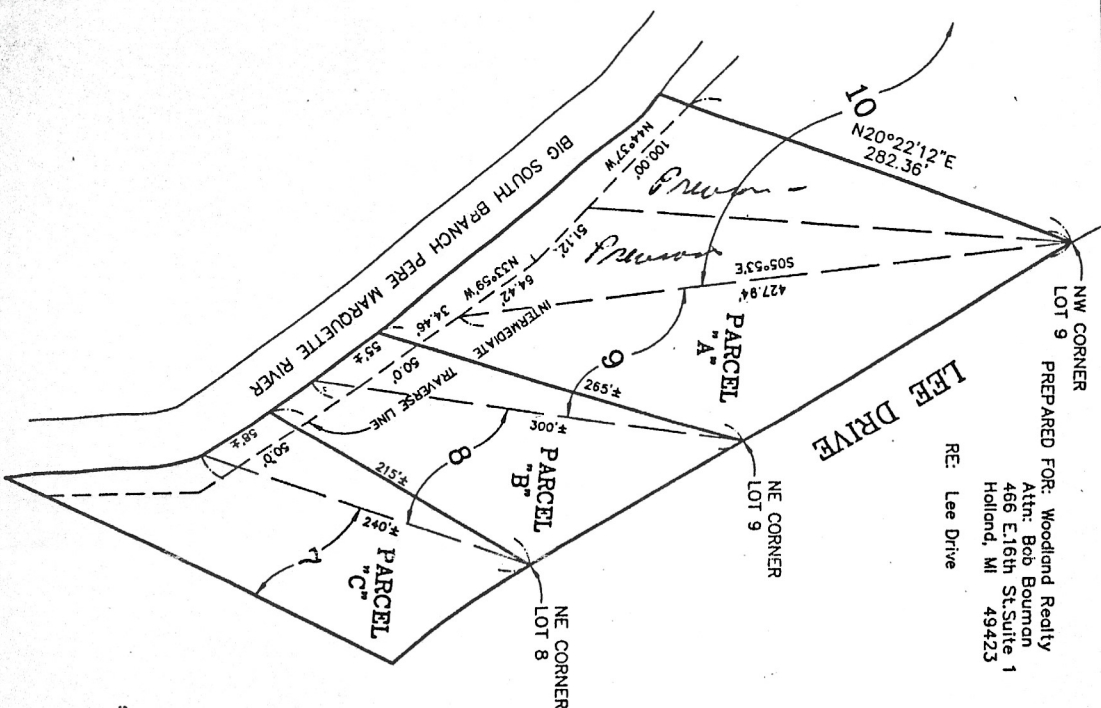 NW CORNER
LOT 9
PREPARED FOR: Woodland Realty
Attn: Bob Bouman
466 E.16th St.Suite 1
Holland, MI 49423
RE: Lee Drive
LEE DRIVE
10
N20°22'12"E
282.36'
N44°37'W
100.00'
51.12'
S05°53'E
427.94'
N33°59'W
64.42'
34.46'
INTERMEDIATE
TRAVERSE LINE
BIG SOUTH BRANCH PERE MARQUETTE RIVER
PARCEL
"A"
9
265'±
55'±
50.0'
300'±
NE CORNER
LOT 9
PARCEL
"B"
8
215'±
58'±
50.0'
240'±
NE CORNER
LOT 8
PARCEL
"C"
7